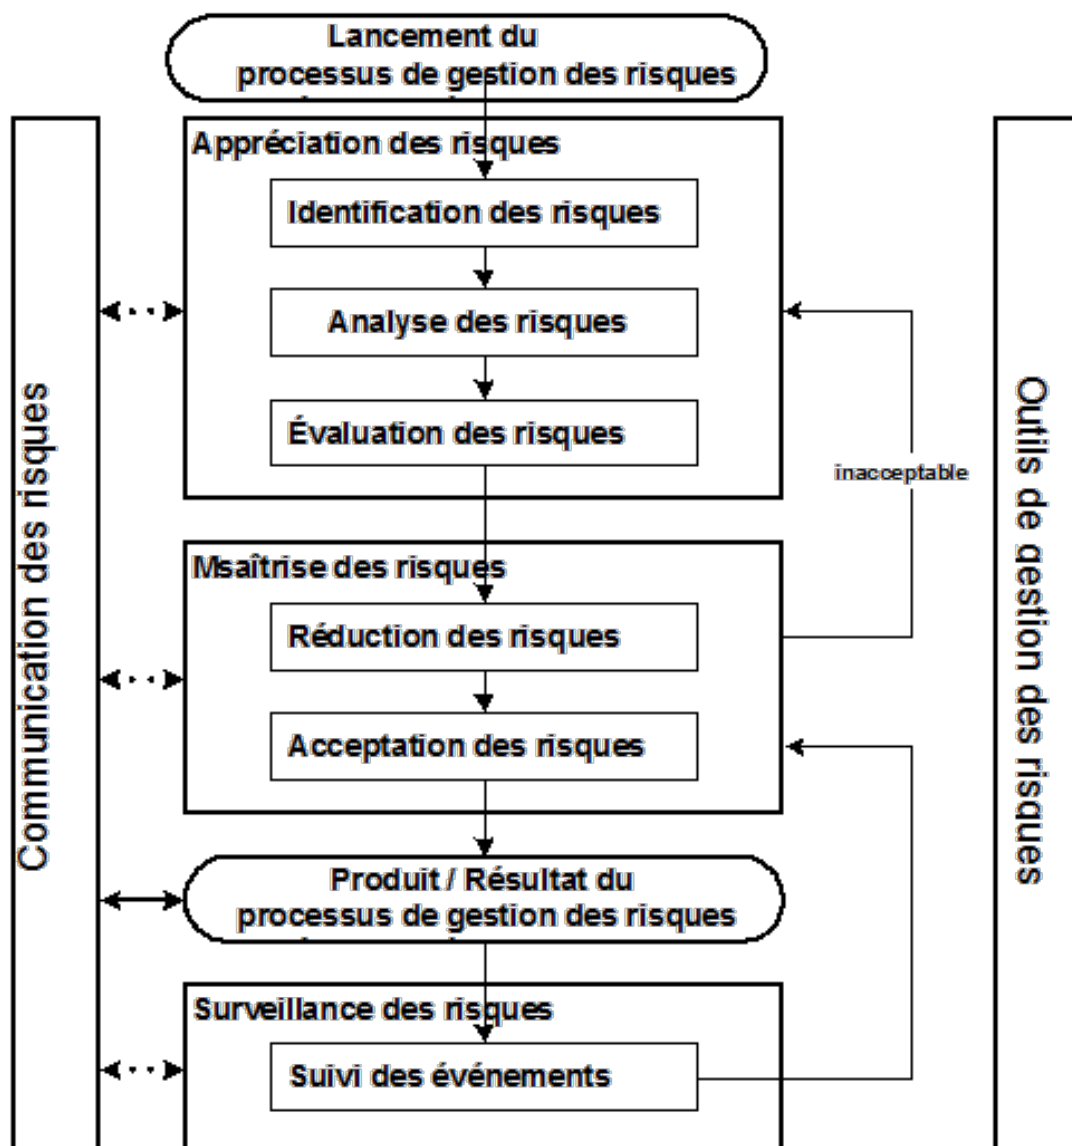 Lancement du
processus de gestion des risques
Appréciation des risques
Identification des risques
Analyse des risques
Évaluation des risques
inacceptable
Msaîtrise des risques
Réduction des risques
Acceptation des risques
Produit / Résultat du
processus de gestion des risques
Surveillance des risques
Suivi des événements
Communication des risques
Outils de gestion des risques